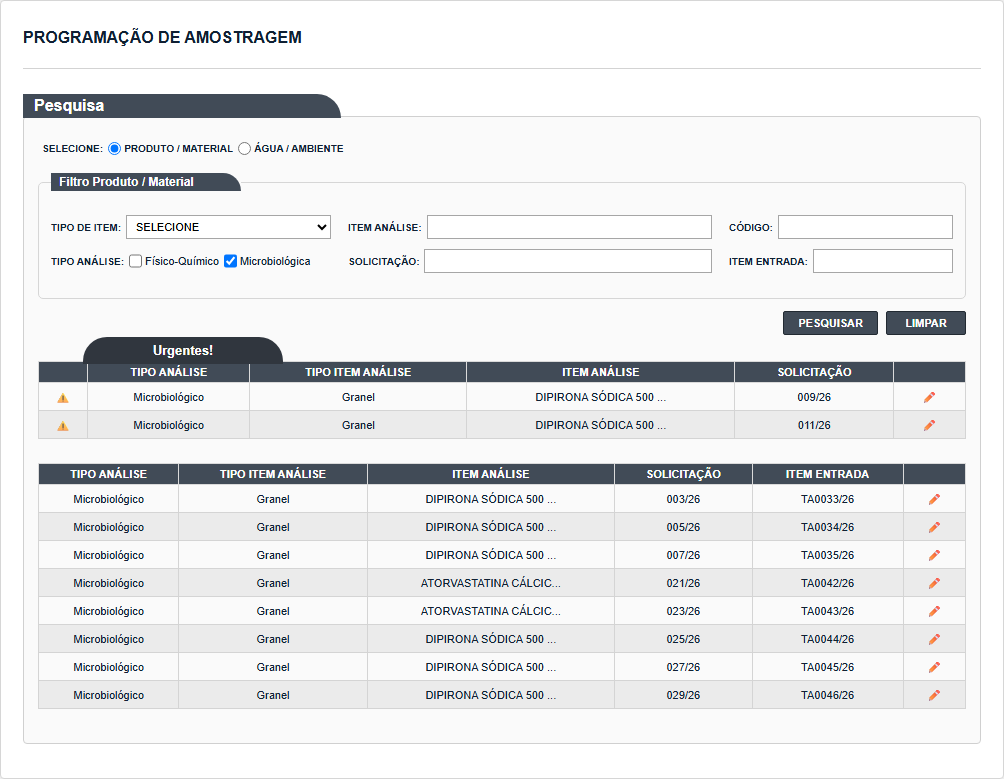 PROGRAMAÇÃO DE AMOSTRAGEM
Pesquisa
SELECIONE: PRODUTO / MATERIAL ÁGUA / AMBIENTE
Filtro Produto / Material
TIPO DE ITEM: SELECIONE ITEM ANÁLISE: CÓDIGO:
TIPO ANÁLISE: Físico-Químico Microbiológica SOLICITAÇÃO: ITEM ENTRADA:
PESQUISAR LIMPAR
Urgentes!
TIPO ANÁLISE TIPO ITEM ANÁLISE ITEM ANÁLISE SOLICITAÇÃO
Microbiológico Granel DIPIRONA SÓDICA 500 ... 009/26
Microbiológico Granel DIPIRONA SÓDICA 500 ... 011/26
TIPO ANÁLISE TIPO ITEM ANÁLISE ITEM ANÁLISE SOLICITAÇÃO ITEM ENTRADA
Microbiológico Granel DIPIRONA SÓDICA 500 ... 003/26 TA0033/26
Microbiológico Granel DIPIRONA SÓDICA 500 ... 005/26 TA0034/26
Microbiológico Granel DIPIRONA SÓDICA 500 ... 007/26 TA0035/26
Microbiológico Granel ATORVASTATINA CÁLCIC... 021/26 TA0042/26
Microbiológico Granel ATORVASTATINA CÁLCIC... 023/26 TA0043/26
Microbiológico Granel DIPIRONA SÓDICA 500 ... 025/26 TA0044/26
Microbiológico Granel DIPIRONA SÓDICA 500 ... 027/26 TA0045/26
Microbiológico Granel DIPIRONA SÓDICA 500 ... 029/26 TA0046/26